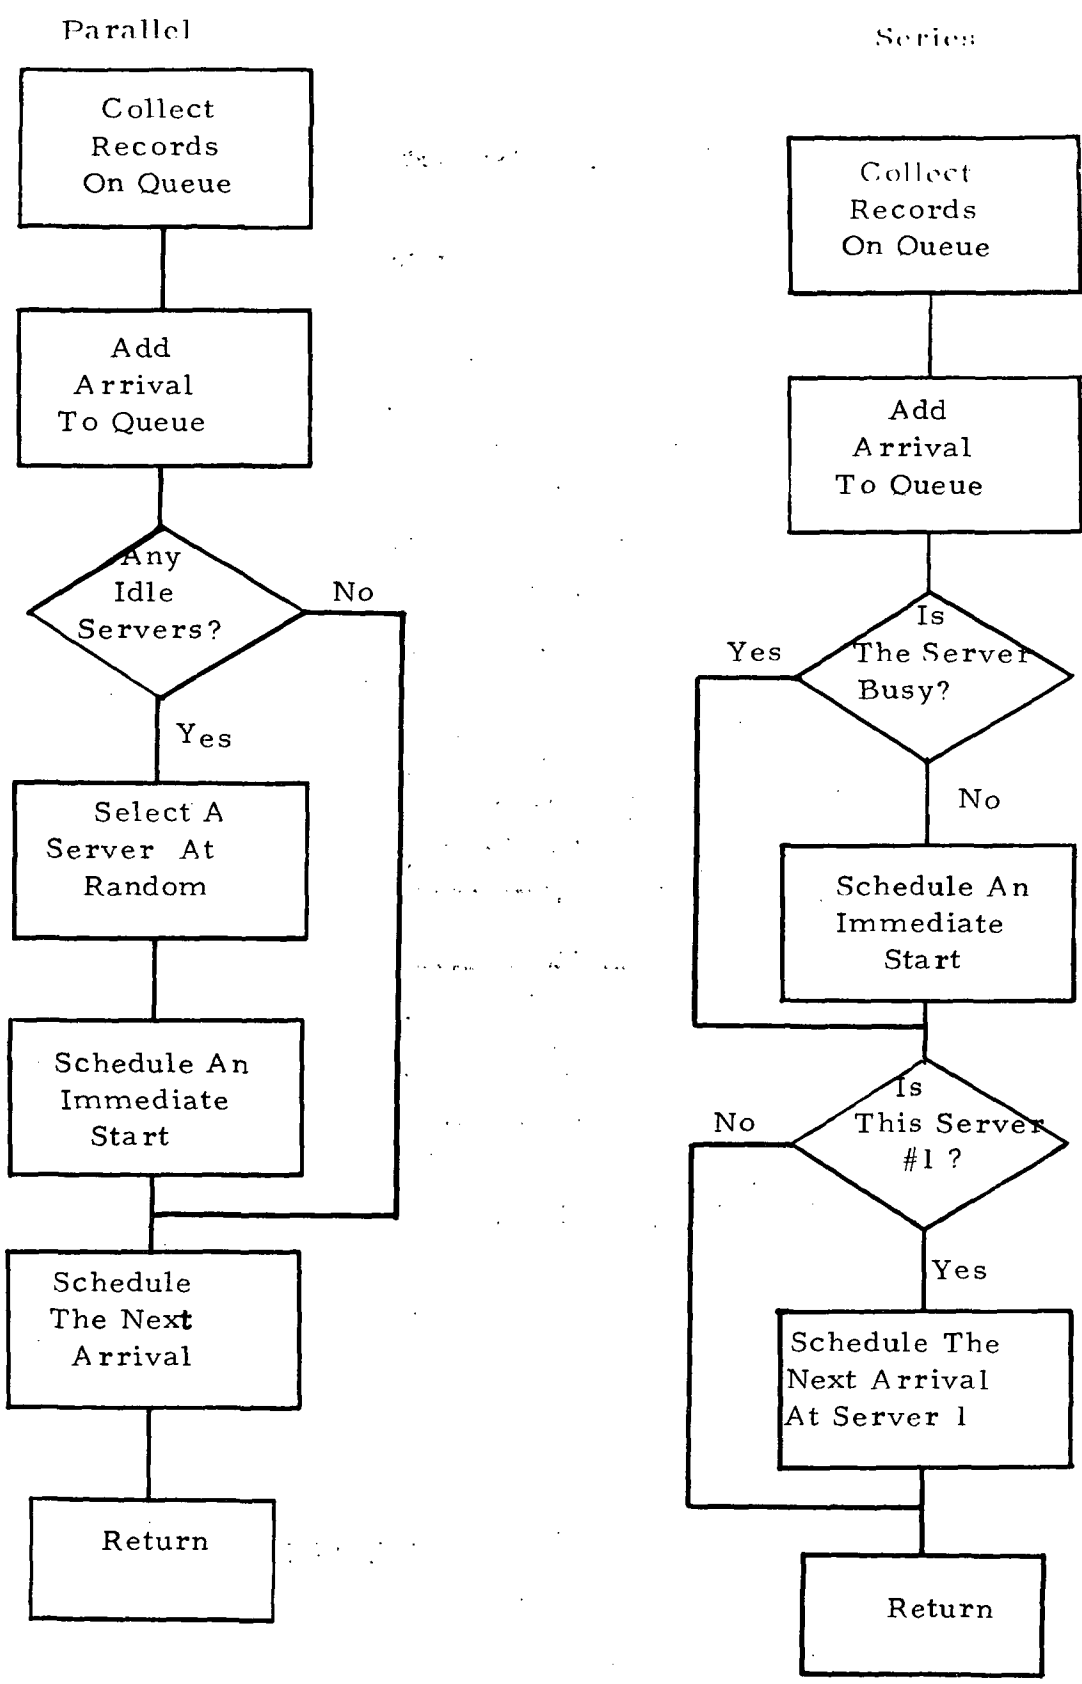 Parallel
Collect
Records
On Queue
Add
Arrival
To Queue
Any
Idle
Servers?
No
Yes
Select A
Server At
Random
Schedule An
Immediate
Start
Schedule
The Next
Arrival
Return
Series
Collect
Records
On Queue
Add
Arrival
To Queue
Is
The Server
Busy?
Yes
No
Schedule An
Immediate
Start
Is
This Server
#1 ?
No
Yes
Schedule The
Next Arrival
At Server 1
Return